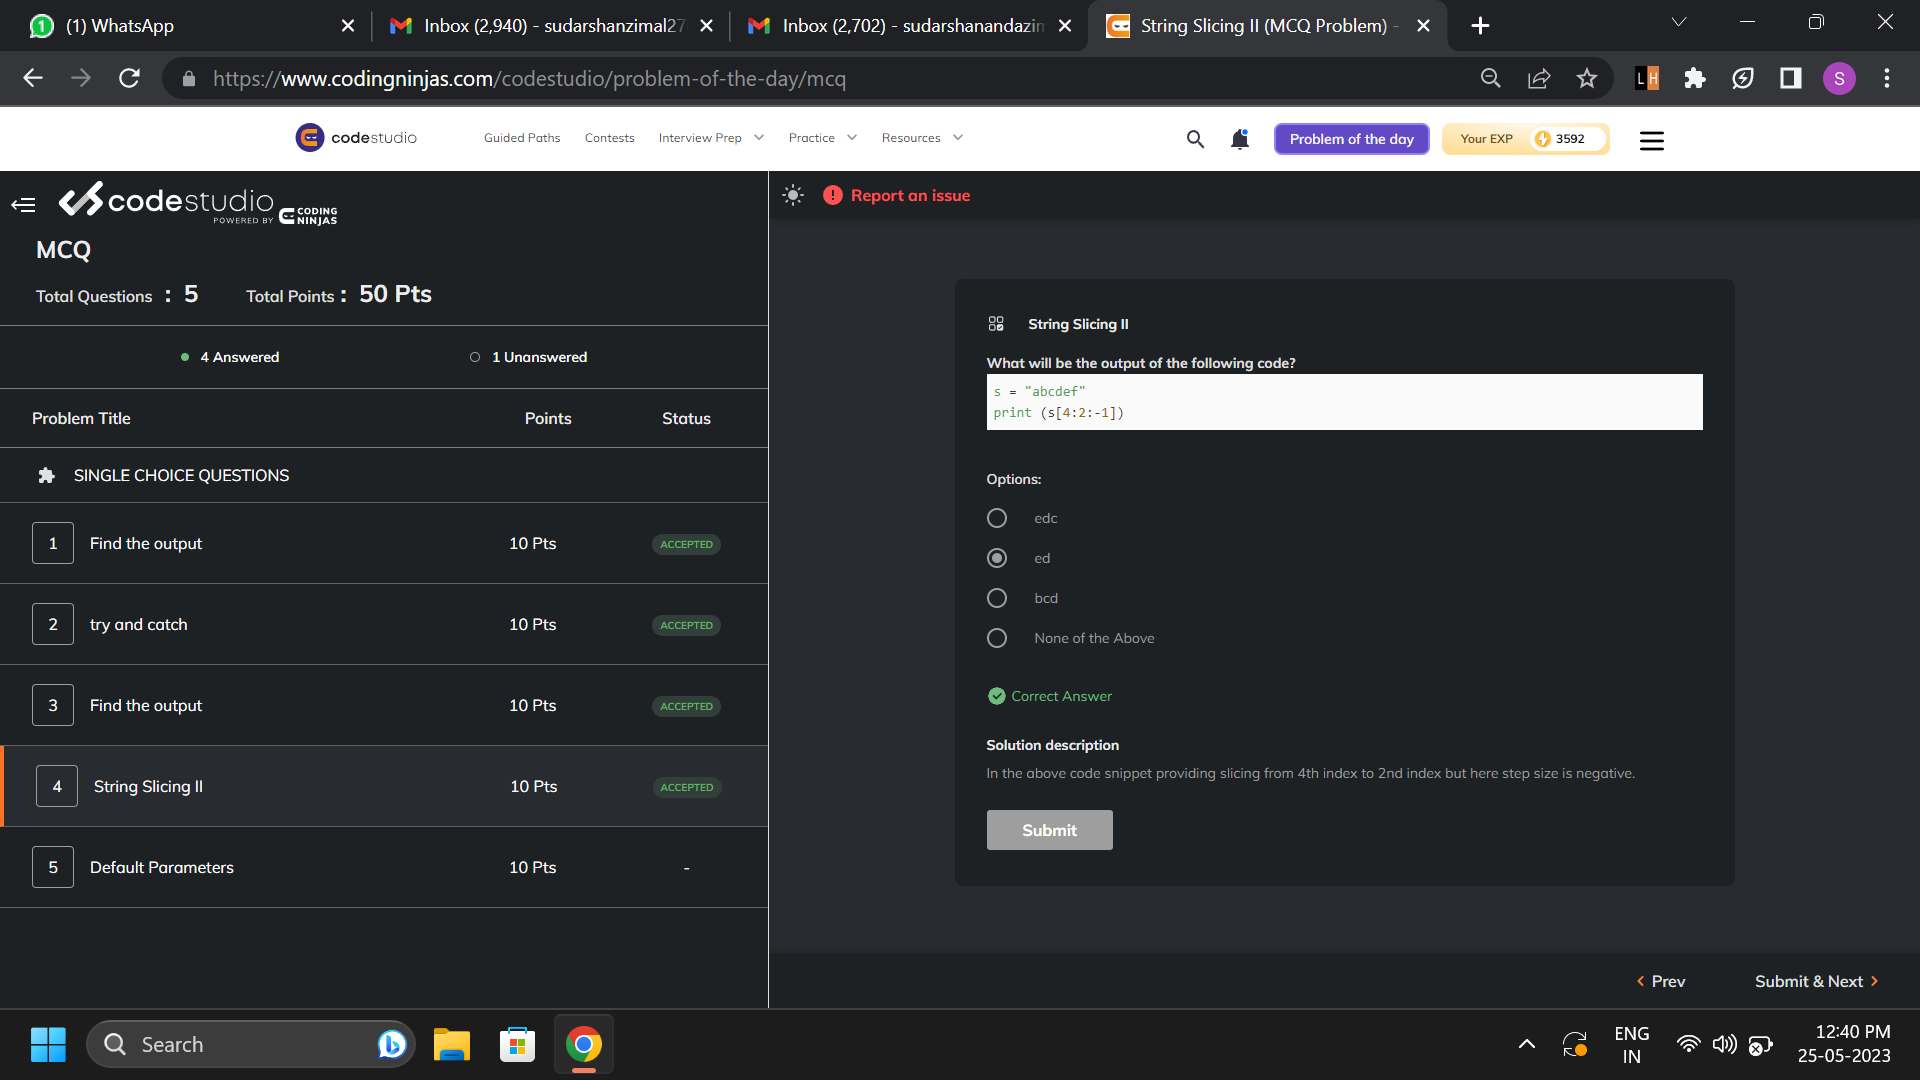 (1) WhatsApp
Inbox (2,940) - sudarshanzimal27
Inbox (2,702) - sudarshanandazim
String Slicing II (MCQ Problem) -
https://www.codingninjas.com/codestudio/problem-of-the-day/mcq
LH
S
codestudio
Guided Paths
Contests
Interview Prep
Practice
Resources
Problem of the day
Your EXP
3592
codestudio
POWERED BY
CODING
NINJAS
MCQ
Total Questions : 5
Total Points : 50 Pts
4 Answered
1 Unanswered
Problem Title
Points
Status
SINGLE CHOICE QUESTIONS
1
Find the output
10 Pts
ACCEPTED
2
try and catch
10 Pts
ACCEPTED
3
Find the output
10 Pts
ACCEPTED
4
String Slicing II
10 Pts
ACCEPTED
5
Default Parameters
10 Pts
-
Report an issue
String Slicing II
What will be the output of the following code?
s = "abcdef"
print (s[4:2:-1])
Options:
edc
ed
bcd
None of the Above
Correct Answer
Solution description
In the above code snippet providing slicing from 4th index to 2nd index but here step size is negative.
Submit
Prev
Submit & Next
Search
ENG
IN
12:40 PM
25-05-2023